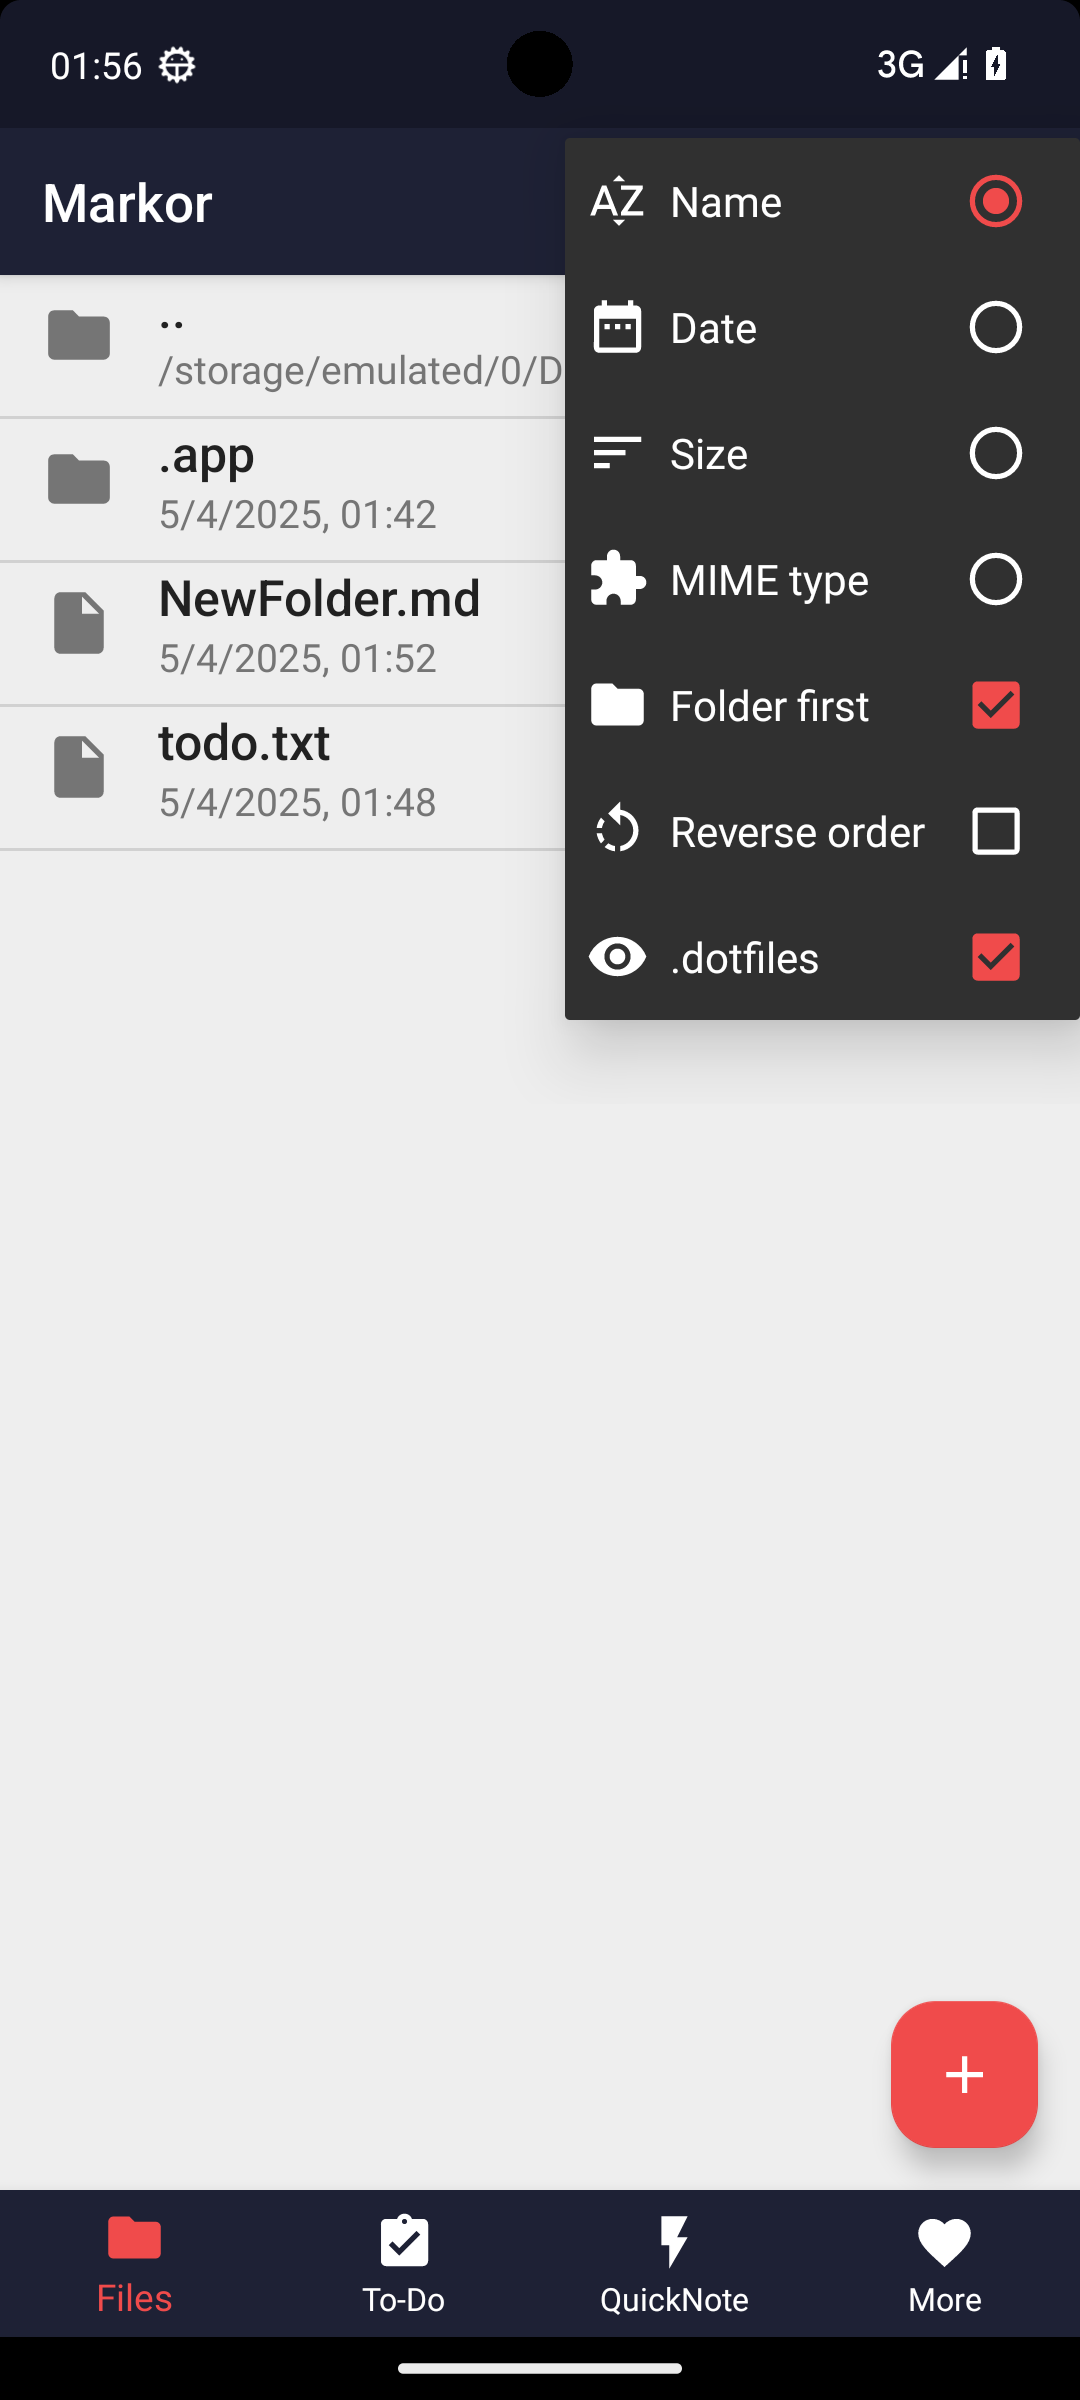 01:56
3G
Markor
Name
Date
Size
MIME type
Folder first
Reverse order
.dotfiles
..
/storage/emulated/0/D
.app
5/4/2025, 01:42
NewFolder.md
5/4/2025, 01:52
todo.txt
5/4/2025, 01:48
Files
To-Do
QuickNote
More